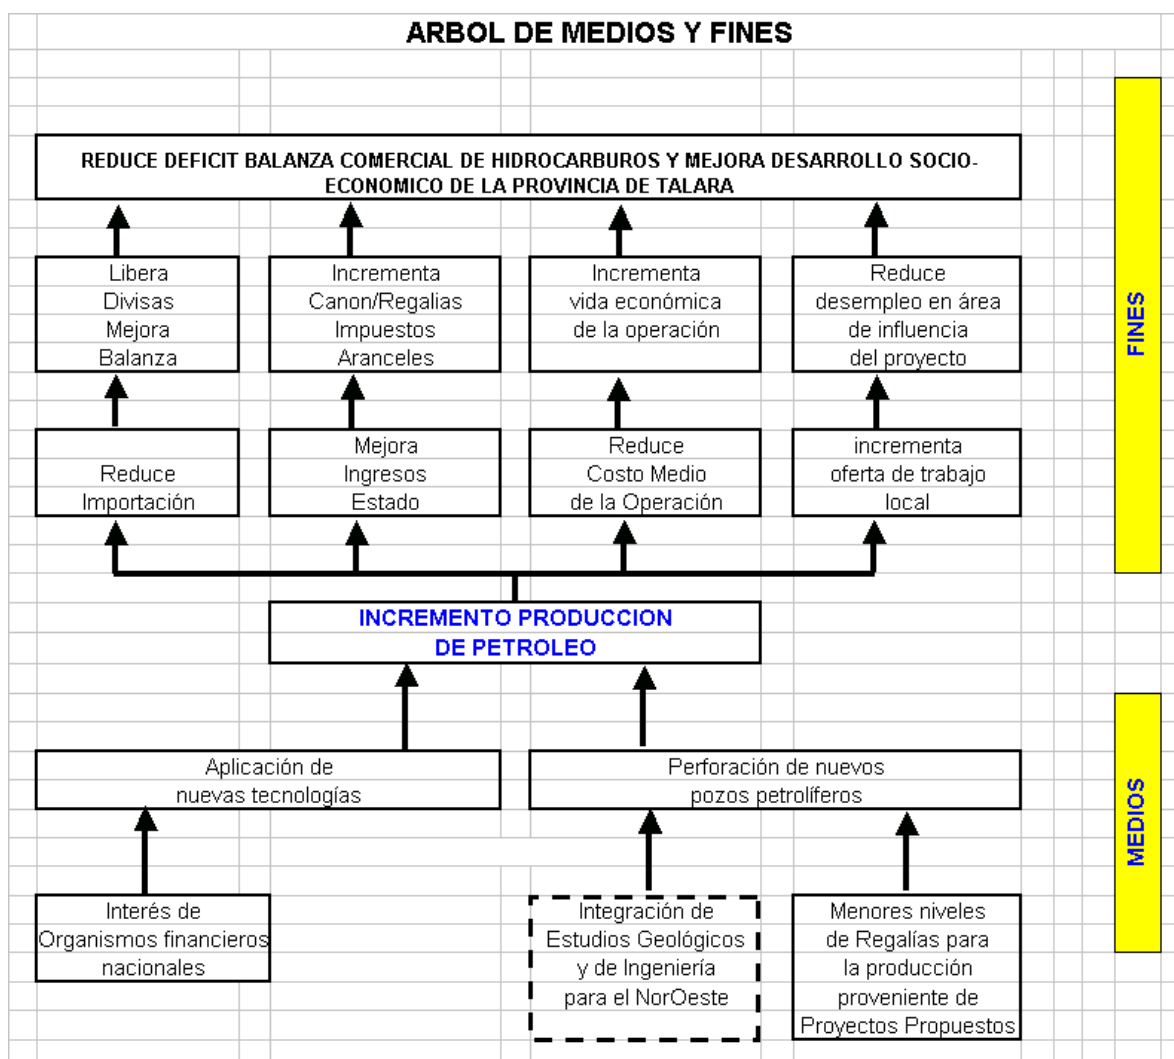 ARBOL DE MEDIOS Y FINES
REDUCE DEFICIT BALANZA COMERCIAL DE HIDROCARBUROS Y MEJORA DESARROLLO SOCIO-
ECONOMICO DE LA PROVINCIA DE TALARA
Libera
Divisas
Mejora
Balanza
Incrementa
Canon/Regalias
Impuestos
Aranceles
Incrementa
vida económica
de la operación
Reduce
desempleo en área
de influencia
del proyecto
FINES
Reduce
Importación
Mejora
Ingresos
Estado
Reduce
Costo Medio
de la Operación
incrementa
oferta de trabajo
local
INCREMENTO PRODUCCION
DE PETROLEO
Aplicación de
nuevas tecnologías
Perforación de nuevos
pozos petrolíferos
MEDIOS
Interés de
Organismos financieros
nacionales
Integración de
Estudios Geológicos
y de Ingeniería
para el NorOeste
Menores niveles
de Regalías para
la producción
proveniente de
Proyectos Propuestos